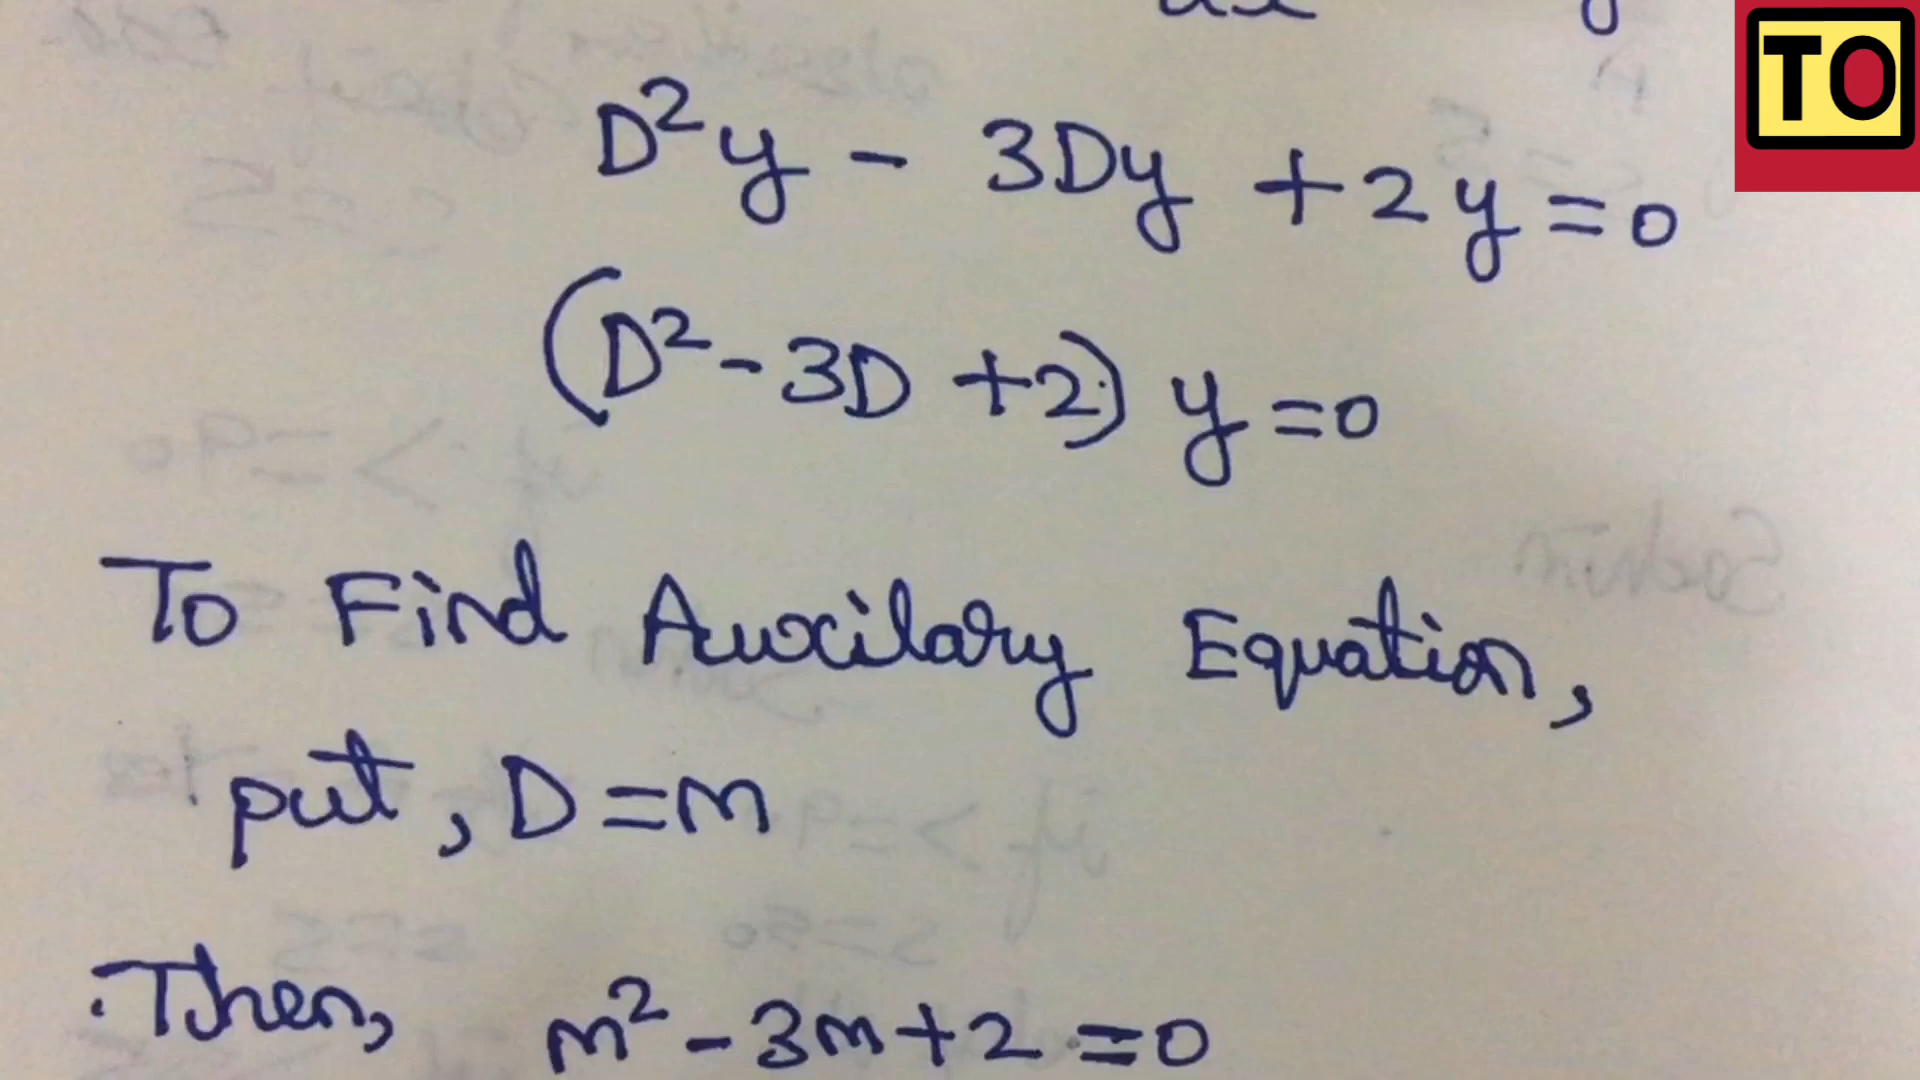 TO
D²y - 3Dy + 2y = 0
(D² - 3D + 2) y = 0
To Find Auxilary Equation,
put, D = m
Then, m² - 3m + 2 = 0